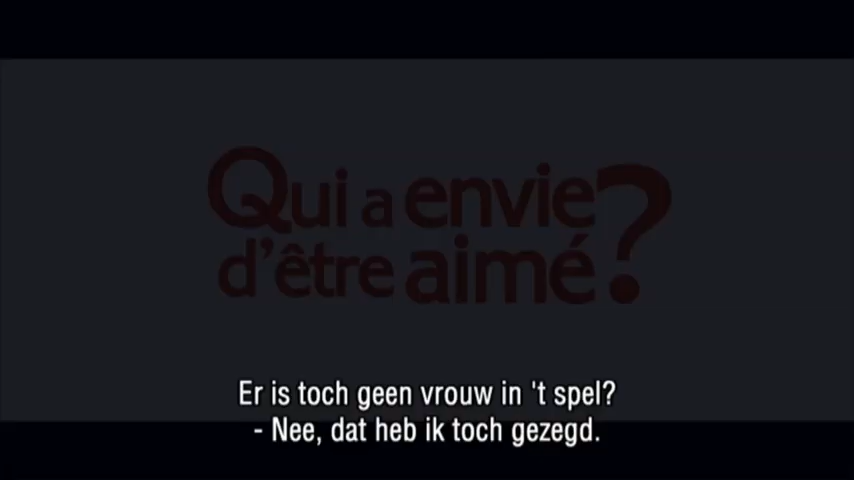 Qui a envie
d'être aimé?
Er is toch geen vrouw in 't spel?
- Nee, dat heb ik toch gezegd.